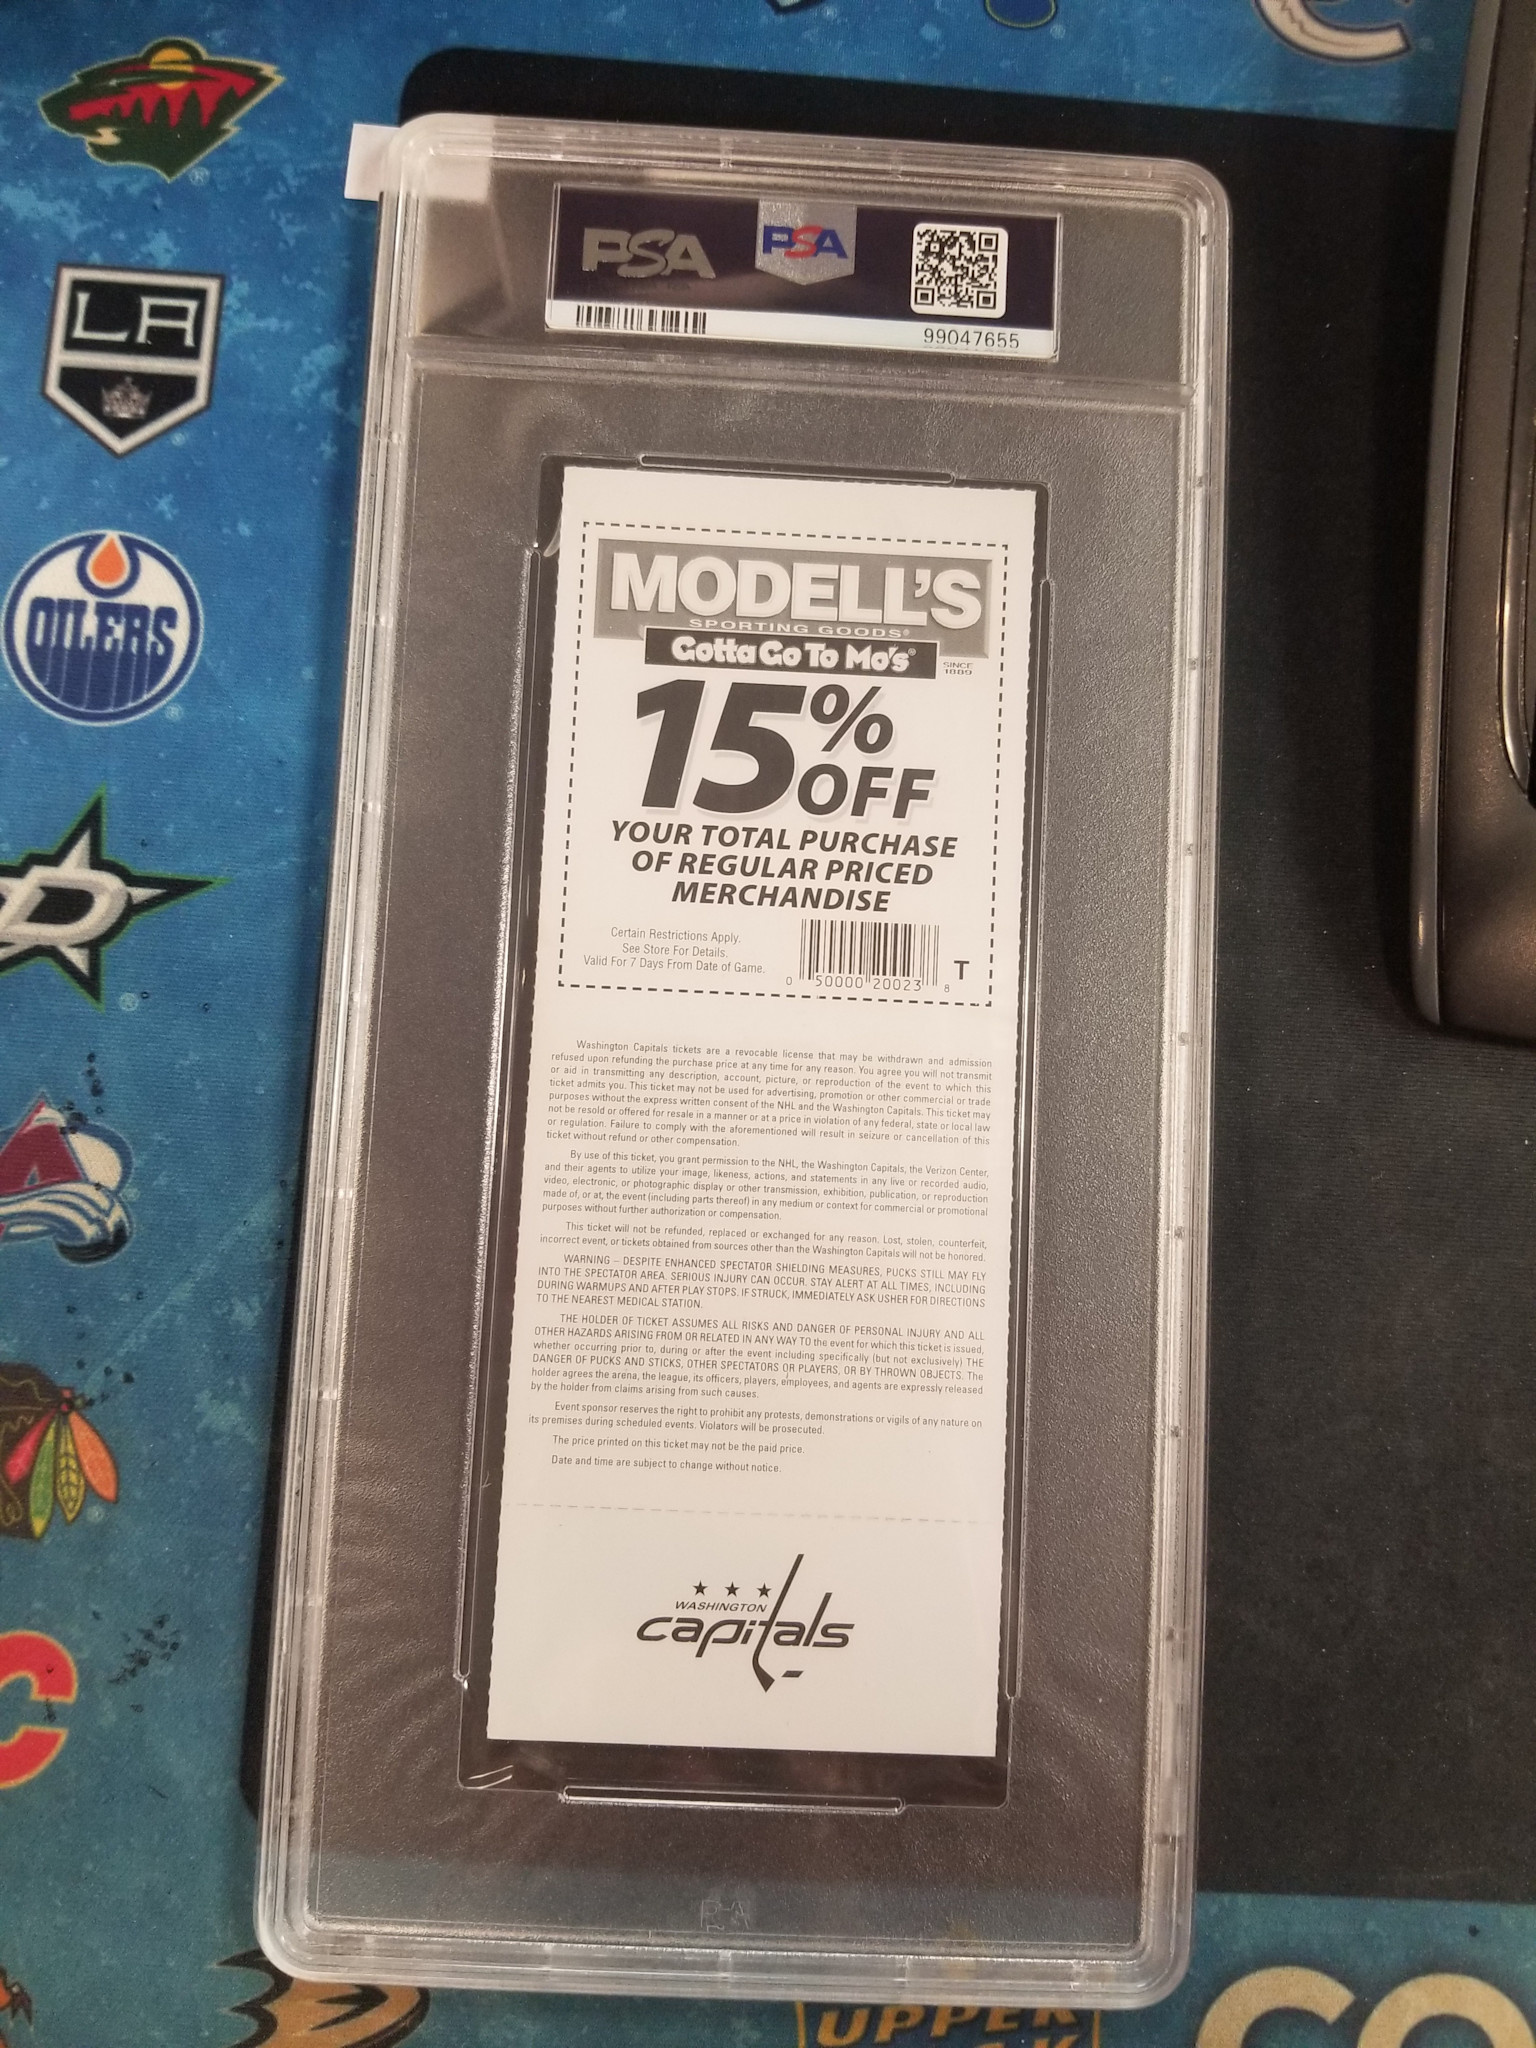 PSA
PSA
99047655
MODELL'S
SPORTING GOODS®
Gotta Go To Mo's®
SINCE
1889
15%
OFF
YOUR TOTAL PURCHASE
OF REGULAR PRICED
MERCHANDISE
Certain Restrictions Apply.
See Store For Details.
Valid For 7 Days From Date of Game.
0 50000 20023 8
T
Washington Capitals tickets are a revocable license that may be withdrawn and admission
refused upon refunding the purchase price at any time for any reason. You agree you will not transmit
or aid in transmitting any description, account, picture, or reproduction of the event to which this
ticket admits you. This ticket may not be used for advertising, promotion or other commercial or trade
purposes without the express written consent of the NHL and the Washington Capitals. This ticket may
not be resold or offered for resale in a manner or at a price in violation of any federal, state or local law
or regulation. Failure to comply with the aforementioned will result in seizure or cancellation of this
ticket without refund or other compensation.
By use of this ticket, you grant permission to the NHL, the Washington Capitals, the Verizon Center,
and their agents to utilize your image, likeness, actions, and statements in any live or recorded audio,
video, electronic, or photographic display or other transmission, exhibition, publication, or reproduction
made of, or at, the event (including parts thereof) in any medium or context for commercial or promotional
purposes without further authorization or compensation.
This ticket will not be refunded, replaced or exchanged for any reason. Lost, stolen, counterfeit,
incorrect event, or tickets obtained from sources other than the Washington Capitals will not be honored.
WARNING – DESPITE ENHANCED SPECTATOR SHIELDING MEASURES, PUCKS STILL MAY FLY
INTO THE SPECTATOR AREA. SERIOUS INJURY CAN OCCUR. STAY ALERT AT ALL TIMES, INCLUDING
DURING WARMUPS AND AFTER PLAY STOPS. IF STRUCK, IMMEDIATELY ASK USHER FOR DIRECTIONS
TO THE NEAREST MEDICAL STATION.
THE HOLDER OF TICKET ASSUMES ALL RISKS AND DANGER OF PERSONAL INJURY AND ALL
OTHER HAZARDS ARISING FROM OR RELATED IN ANY WAY TO the event for which this ticket is issued,
whether occurring prior to, during or after the event including specifically (but not exclusively) THE
DANGER OF PUCKS AND STICKS, OTHER SPECTATORS OR PLAYERS, OR BY THROWN OBJECTS. The
holder agrees the arena, the league, its officers, players, employees, and agents are expressly released
by the holder from claims arising from such causes.
Event sponsor reserves the right to prohibit any protests, demonstrations or vigils of any nature on
its premises during scheduled events. Violators will be prosecuted.
The price printed on this ticket may not be the paid price.
Date and time are subject to change without notice.
WASHINGTON
capitals
PSA
LA
OILERS
D
A
C
UPPER
CO